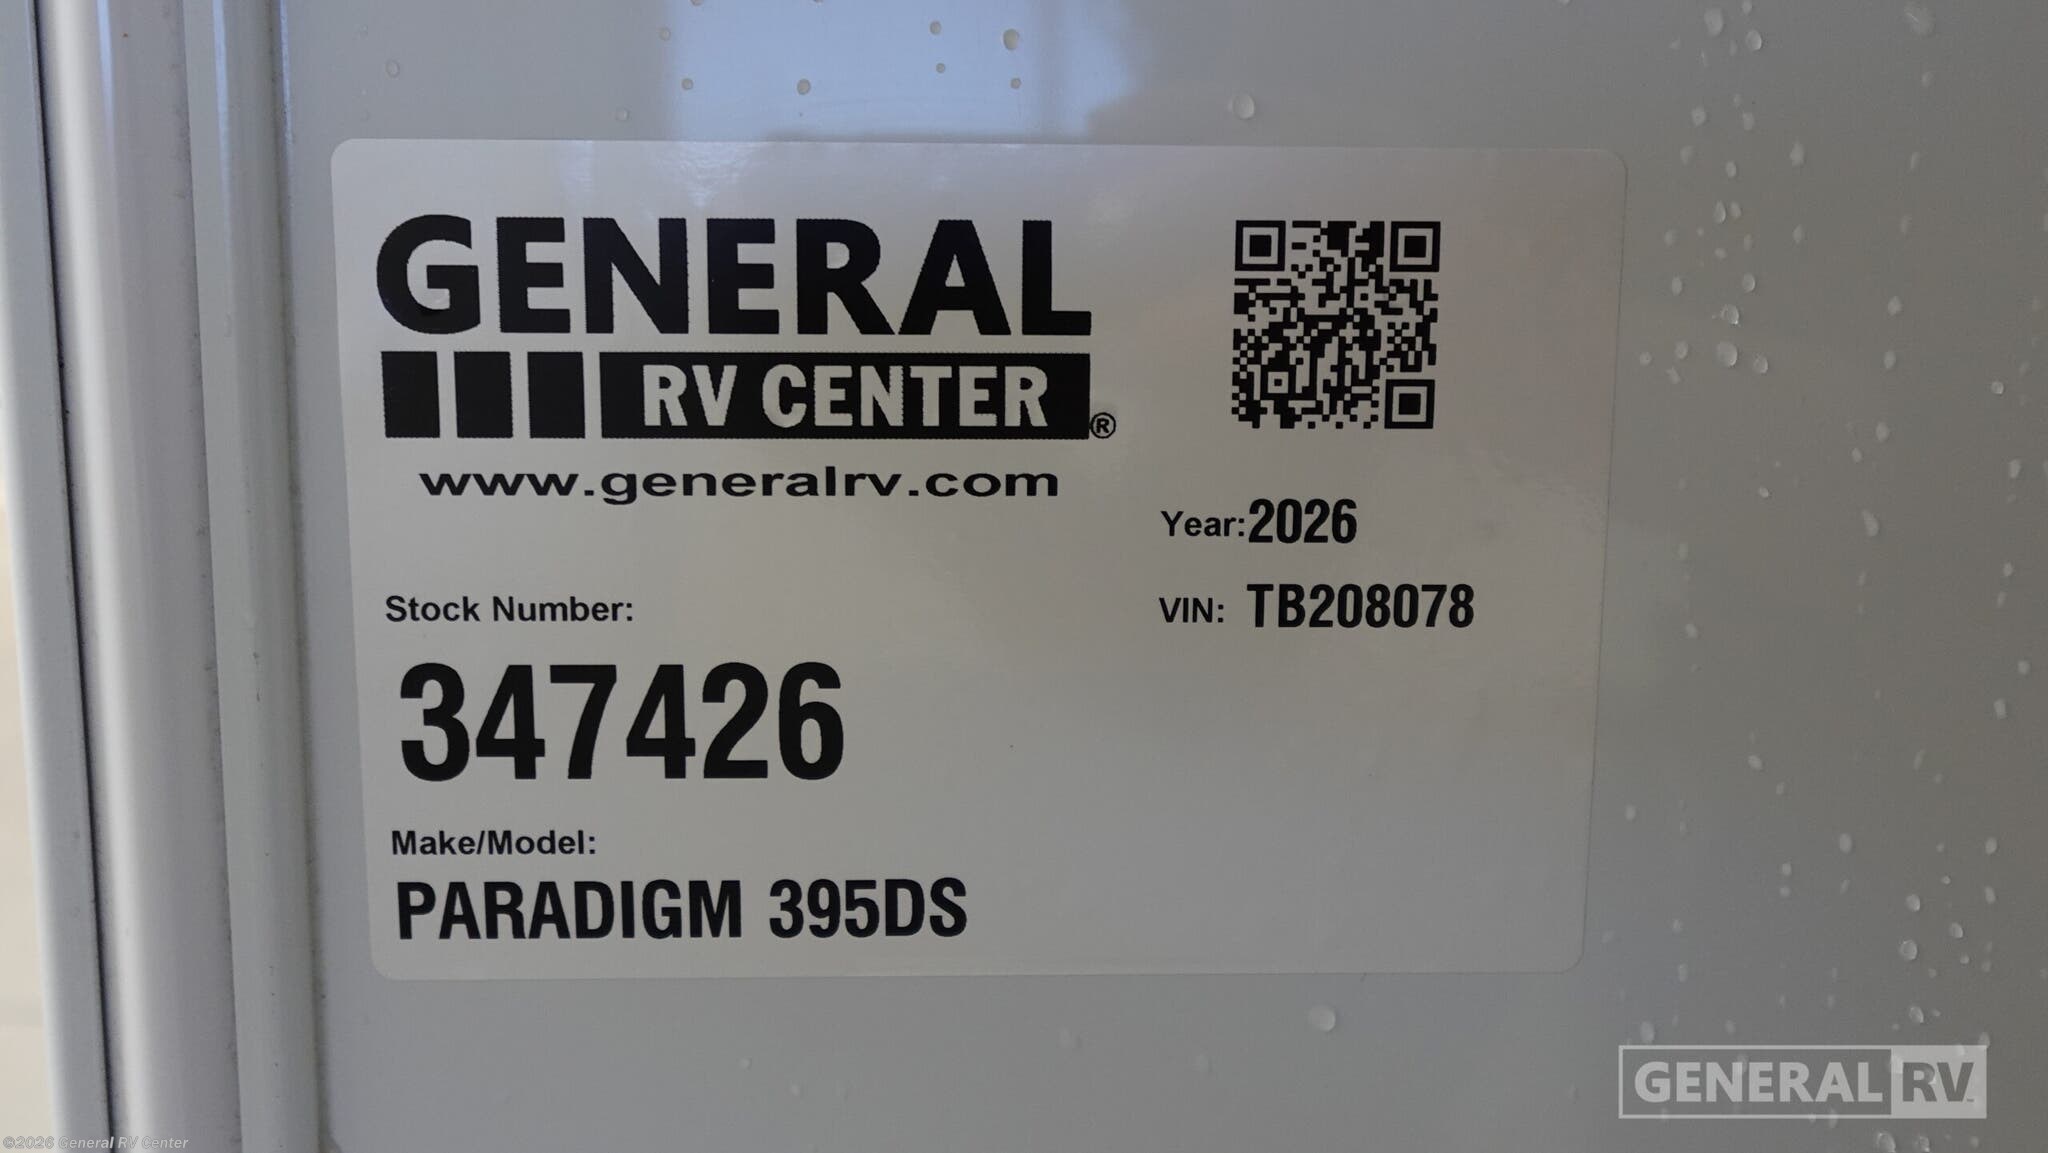 GENERAL
RV CENTER®
www.generalrv.com
Year:2026
VIN: TB208078
Stock Number:
347426
Make/Model:
PARADIGM 395DS
GENERAL RV
©2026 General RV Center